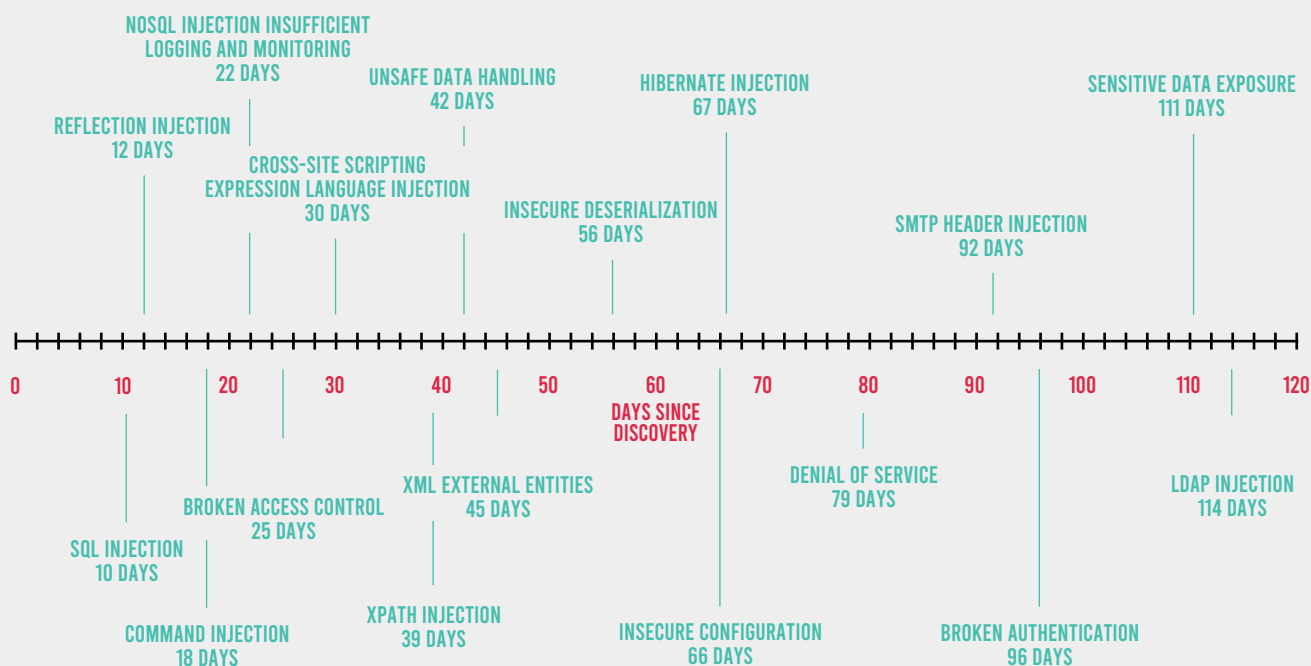 NOSQL INJECTION INSUFFICIENT
LOGGING AND MONITORING
22 DAYS
UNSAFE DATA HANDLING
42 DAYS
HIBERNATE INJECTION
67 DAYS
SENSITIVE DATA EXPOSURE
111 DAYS
REFLECTION INJECTION
12 DAYS
CROSS-SITE SCRIPTING
EXPRESSION LANGUAGE INJECTION
30 DAYS
INSECURE DESERIALIZATION
56 DAYS
SMTP HEADER INJECTION
92 DAYS
0 10 20 30 40 50 60 70 80 90 100 110 120
DAYS SINCE
DISCOVERY
BROKEN ACCESS CONTROL
25 DAYS
XML EXTERNAL ENTITIES
45 DAYS
DENIAL OF SERVICE
79 DAYS
LDAP INJECTION
114 DAYS
SQL INJECTION
10 DAYS
COMMAND INJECTION
18 DAYS
XPATH INJECTION
39 DAYS
INSECURE CONFIGURATION
66 DAYS
BROKEN AUTHENTICATION
96 DAYS